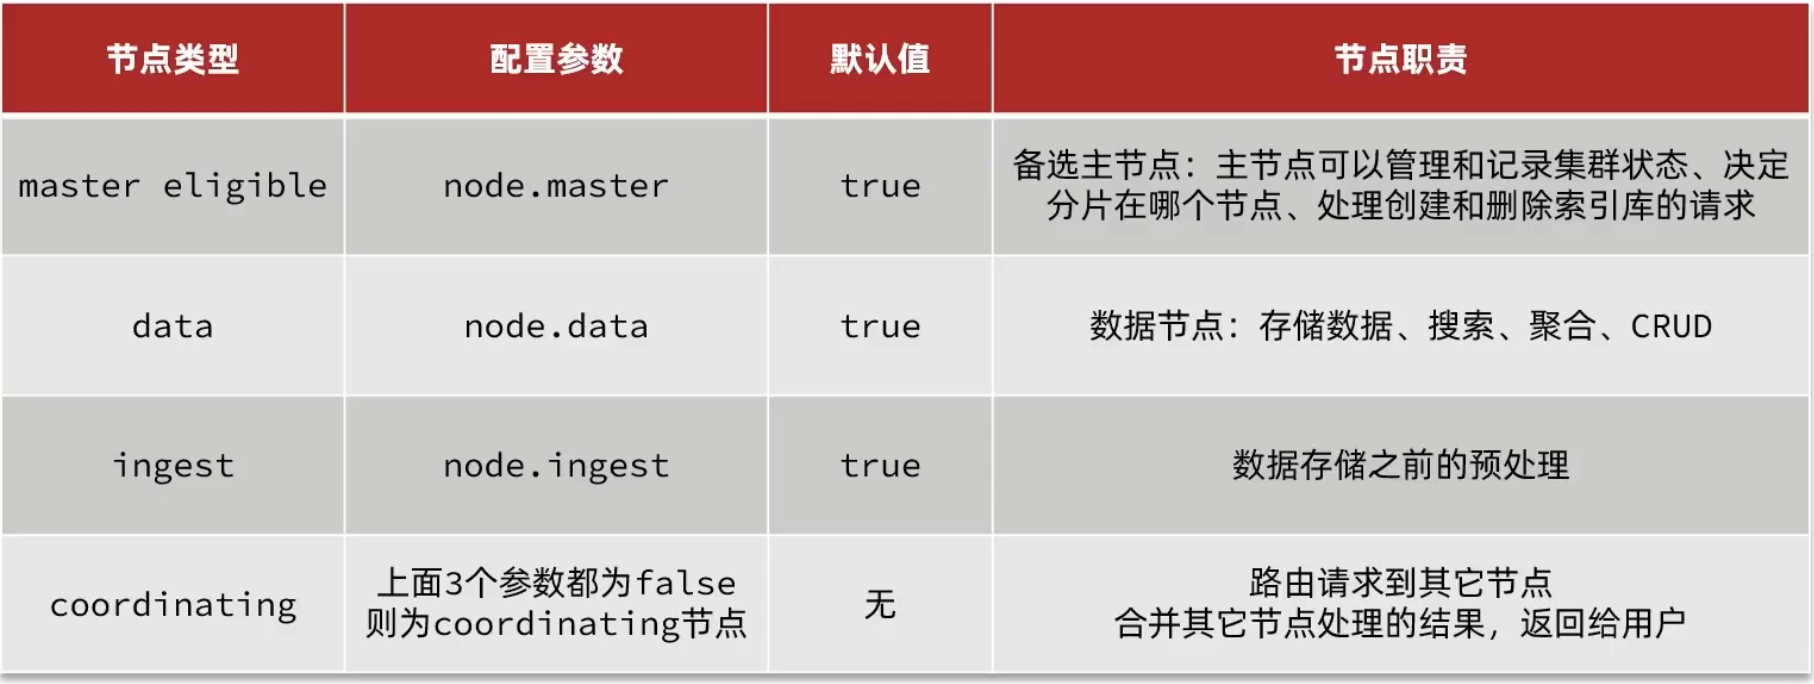 节点类型
配置参数
默认值
节点职责
master eligible
node.master
true
备选主节点：主节点可以管理和记录集群状态、决定
分片在哪个节点、处理创建和删除索引库的请求
data
node.data
true
数据节点：存储数据、搜索、聚合、CRUD
ingest
node.ingest
true
数据存储之前的预处理
coordinating
上面3个参数都为false
则为coordinating节点
无
路由请求到其它节点
合并其它节点处理的结果，返回给用户